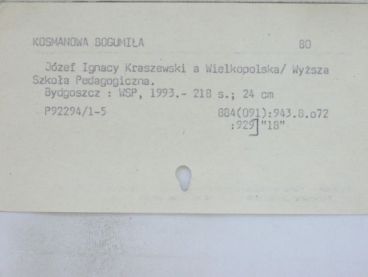 KOSMANOWA BOGUMIŁA 80
Józef Ignacy Kraszewski a Wielkopolska/ Wyższa
Szkoła Pedagogiczna.
Bydgoszcz : WSP, 1993.- 218 s.; 24 cm
P92294/1-5 884(091):943.8.o72
:929]"18"